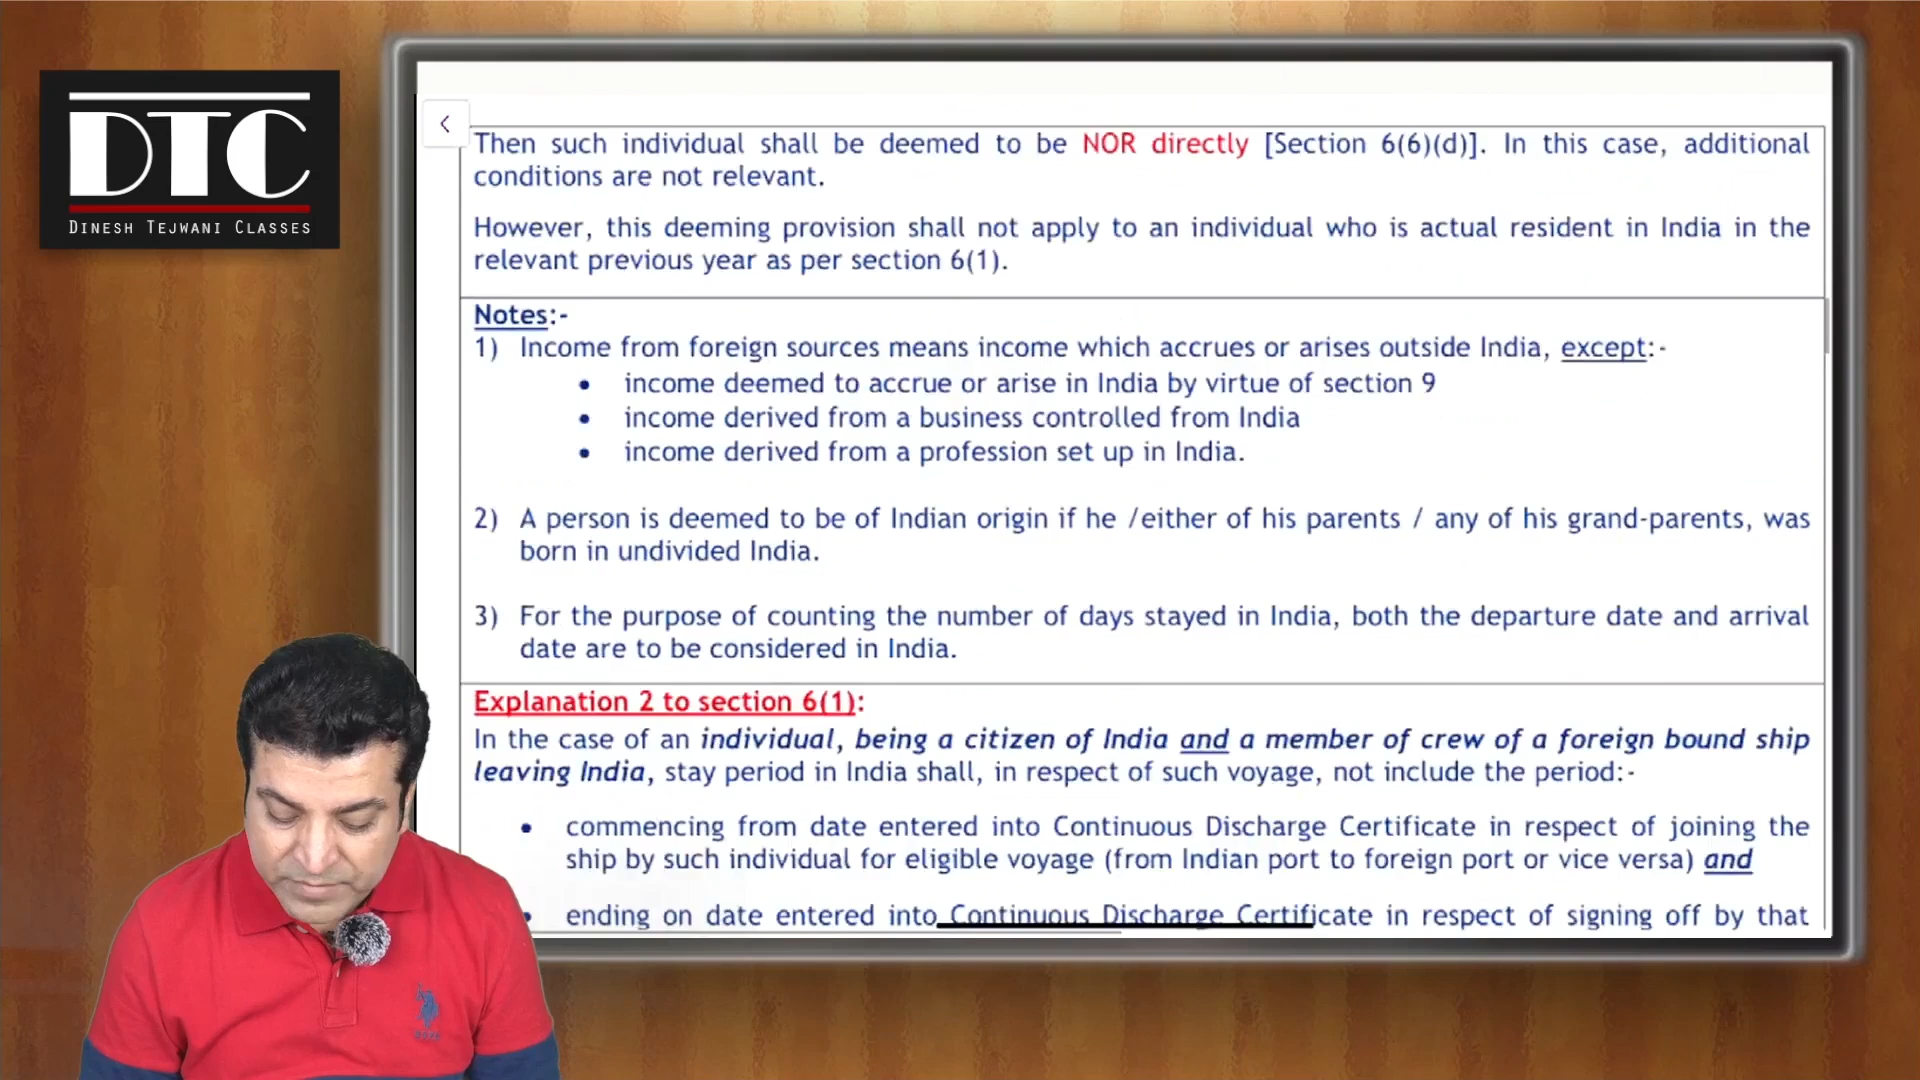 DTC
DINESH TEJWANI CLASSES
Then such individual shall be deemed to be NOR directly [Section 6(6)(d)]. In this case, additional
conditions are not relevant.
However, this deeming provision shall not apply to an individual who is actual resident in India in the
relevant previous year as per section 6(1).
Notes:-
1) Income from foreign sources means income which accrues or arises outside India, except:-
• income deemed to accrue or arise in India by virtue of section 9
• income derived from a business controlled from India
• income derived from a profession set up in India.
2) A person is deemed to be of Indian origin if he /either of his parents / any of his grand-parents, was
born in undivided India.
3) For the purpose of counting the number of days stayed in India, both the departure date and arrival
date are to be considered in India.
Explanation 2 to section 6(1):
In the case of an individual, being a citizen of India and a member of crew of a foreign bound ship
leaving India, stay period in India shall, in respect of such voyage, not include the period:-
• commencing from date entered into Continuous Discharge Certificate in respect of joining the
ship by such individual for eligible voyage (from Indian port to foreign port or vice versa) and
• ending on date entered into Continuous Discharge Certificate in respect of signing off by that